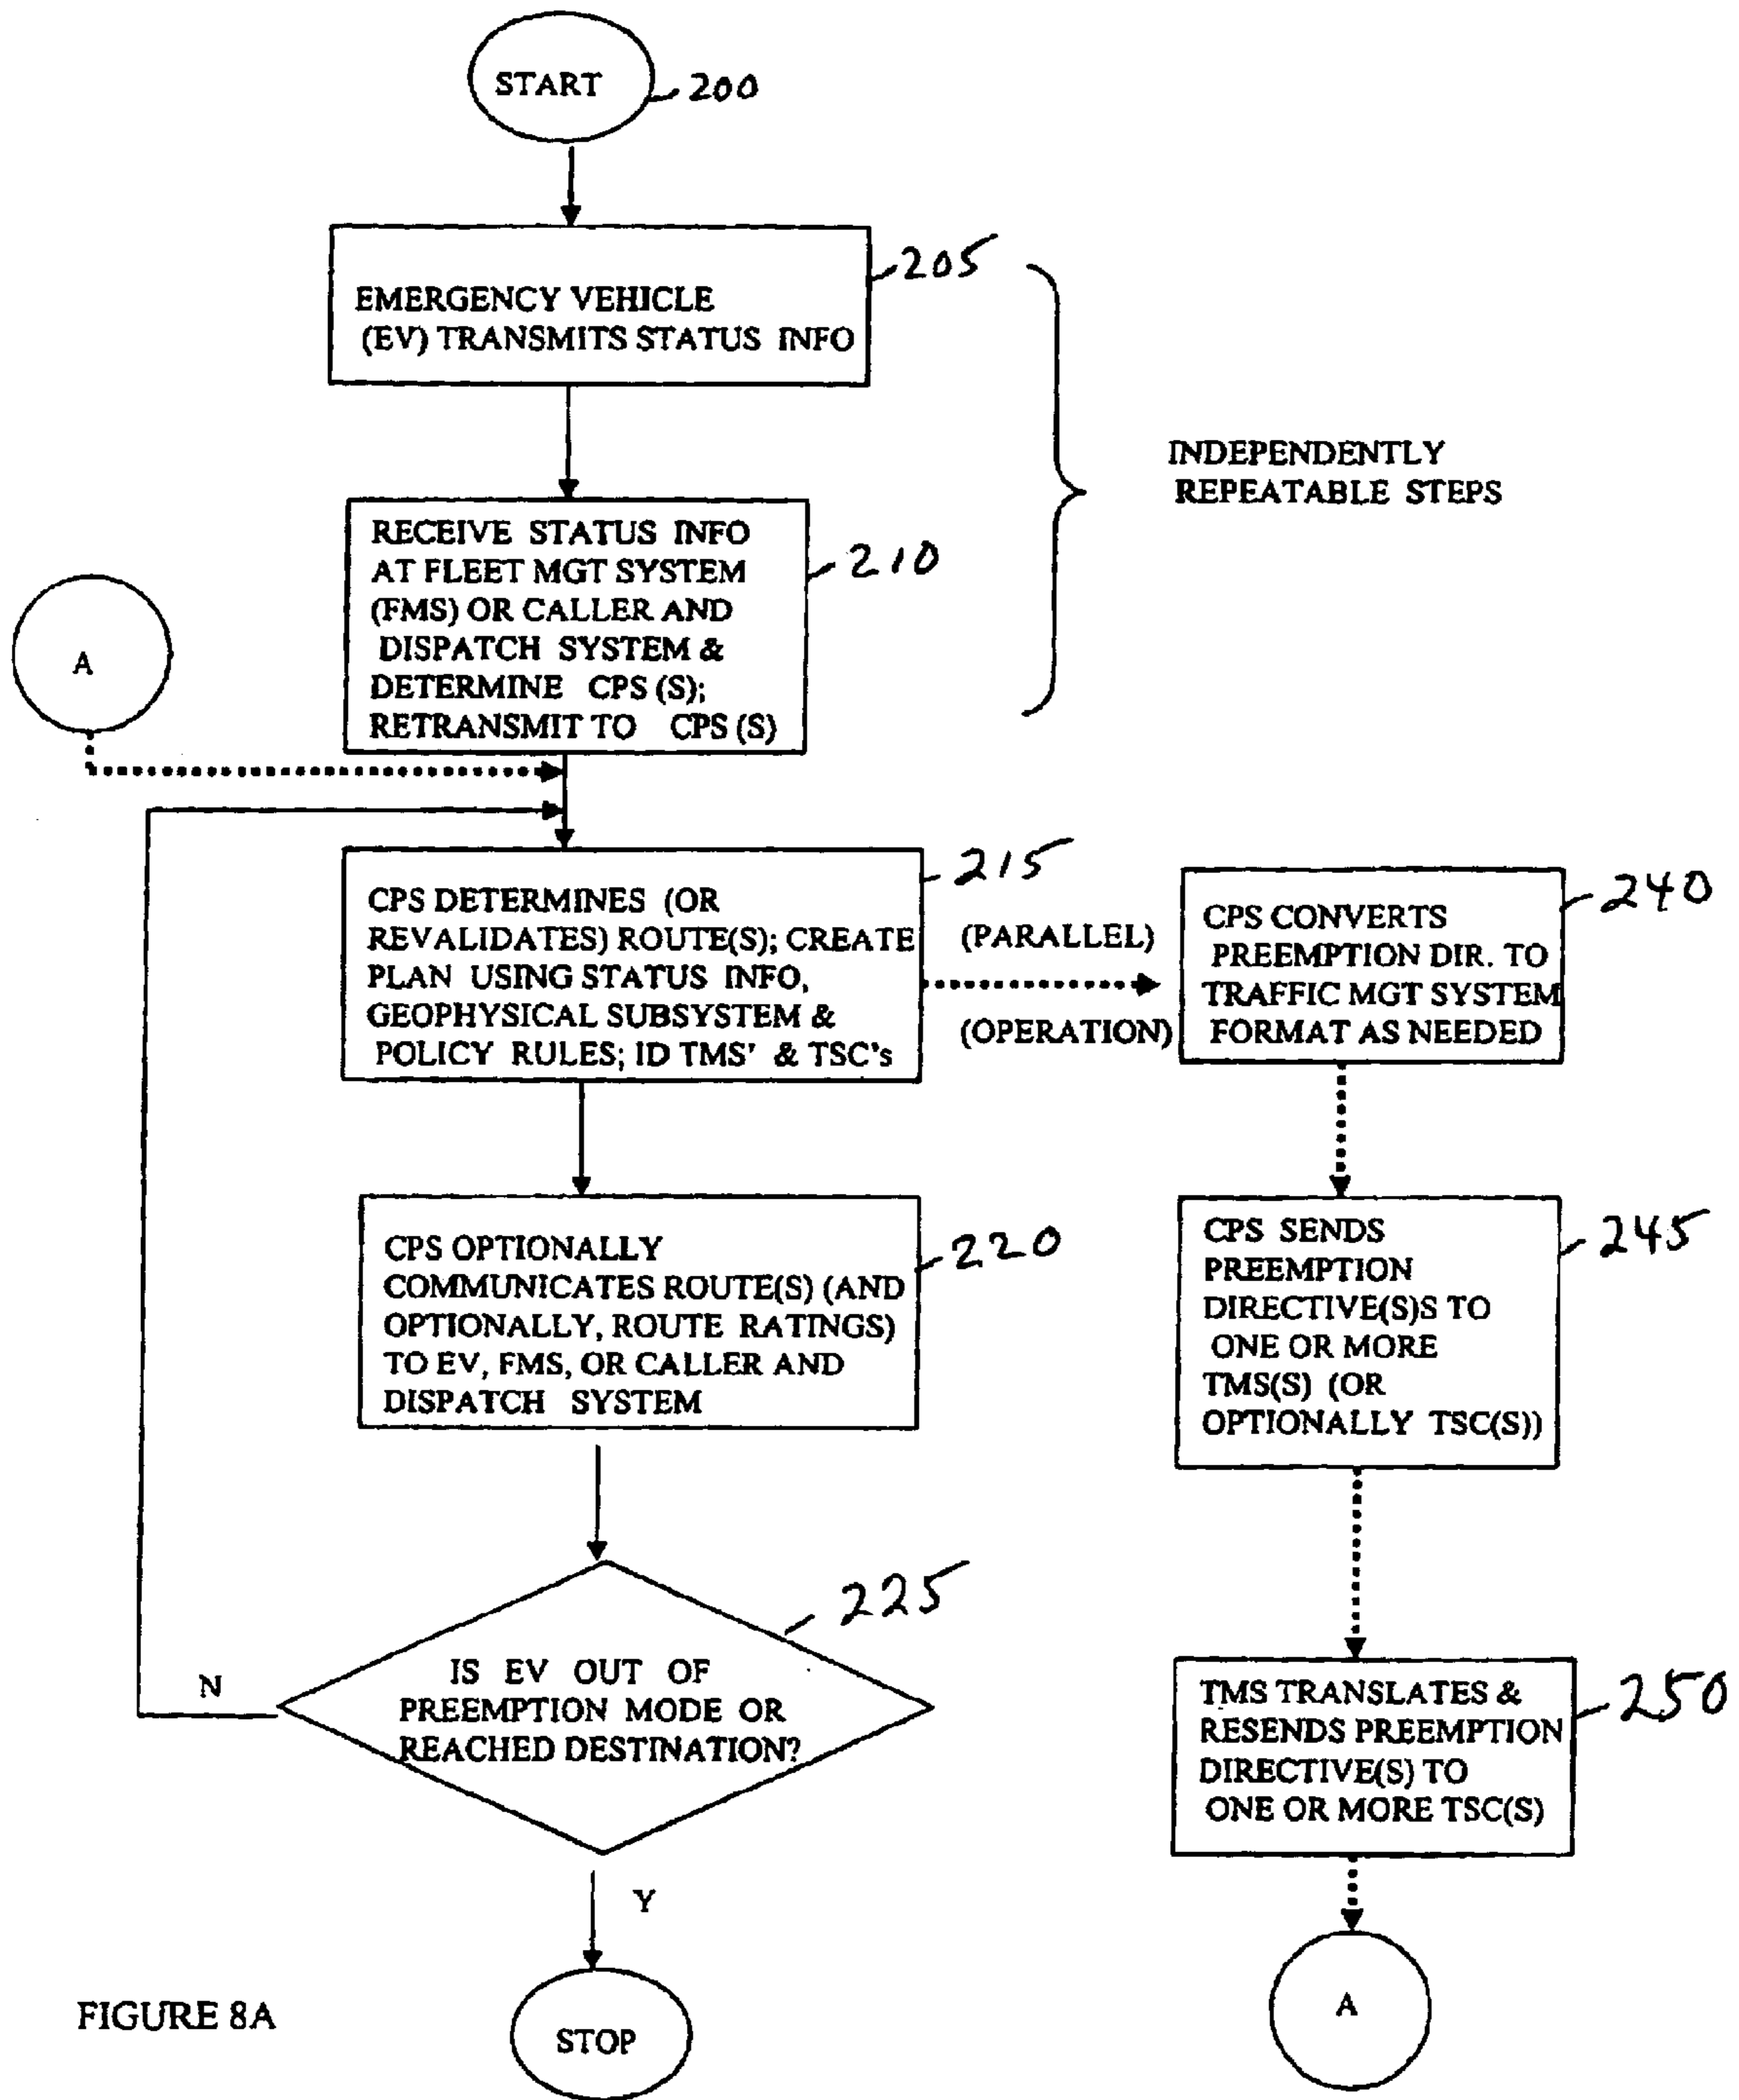 START
200
EMERGENCY VEHICLE
(EV) TRANSMITS STATUS INFO
205
RECEIVE STATUS INFO
AT FLEET MGT SYSTEM
(FMS) OR CALLER AND
DISPATCH SYSTEM &
DETERMINE CPS (S);
RETRANSMIT TO CPS (S)
210
INDEPENDENTLY
REPEATABLE STEPS
A
CPS DETERMINES (OR
REVALIDATES) ROUTE(S); CREATE
PLAN USING STATUS INFO,
GEOPHYSICAL SUBSYSTEM &
POLICY RULES; ID TMS' & TSC's
215
(PARALLEL)
(OPERATION)
CPS CONVERTS
PREEMPTION DIR. TO
TRAFFIC MGT SYSTEM
FORMAT AS NEEDED
240
CPS OPTIONALLY
COMMUNICATES ROUTE(S) (AND
OPTIONALLY, ROUTE RATINGS)
TO EV, FMS, OR CALLER AND
DISPATCH SYSTEM
220
CPS SENDS
PREEMPTION
DIRECTIVE(S)S TO
ONE OR MORE
TMS(S) (OR
OPTIONALLY TSC(S))
245
IS EV OUT OF
PREEMPTION MODE OR
REACHED DESTINATION?
225
N
Y
TMS TRANSLATES &
RESENDS PREEMPTION
DIRECTIVE(S) TO
ONE OR MORE TSC(S)
250
STOP
A
FIGURE 8A